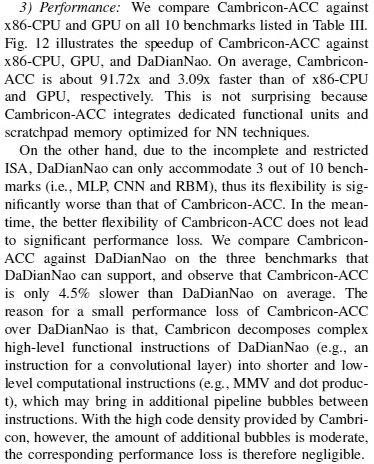 3) Performance: We compare Cambricon-ACC against
x86-CPU and GPU on all 10 benchmarks listed in Table III.
Fig. 12 illustrates the speedup of Cambricon-ACC against
x86-CPU, GPU, and DaDianNao. On average, Cambricon-
ACC is about 91.72x and 3.09x faster than of x86-CPU
and GPU, respectively. This is not surprising because
Cambricon-ACC integrates dedicated functional units and
scratchpad memory optimized for NN techniques.
On the other hand, due to the incomplete and restricted
ISA, DaDianNao can only accommodate 3 out of 10 bench-
marks (i.e., MLP, CNN and RBM), thus its flexibility is sig-
nificantly worse than that of Cambricon-ACC. In the mean-
time, the better flexibility of Cambricon-ACC does not lead
to significant performance loss. We compare Cambricon-
ACC against DaDianNao on the three benchmarks that
DaDianNao can support, and observe that Cambricon-ACC
is only 4.5% slower than DaDianNao on average. The
reason for a small performance loss of Cambricon-ACC
over DaDianNao is that, Cambricon decomposes complex
high-level functional instructions of DaDianNao (e.g., an
instruction for a convolutional layer) into shorter and low-
level computational instructions (e.g., MMV and dot produc-
t), which may bring in additional pipeline bubbles between
instructions. With the high code density provided by Cambri-
con, however, the amount of additional bubbles is moderate,
the corresponding performance loss is therefore negligible.